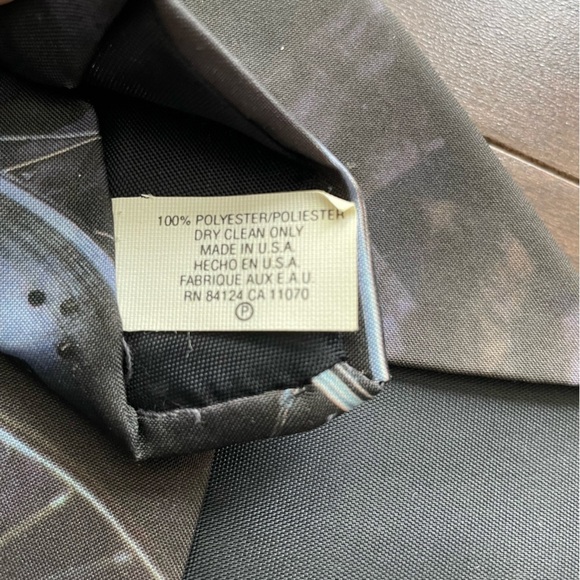 100% POLYESTER/POLIESTER
DRY CLEAN ONLY
MADE IN U.S.A.
HECHO EN U.S.A.
FABRIQUE AUX E.A.U.
RN 84124 CA 11070
Ⓟ